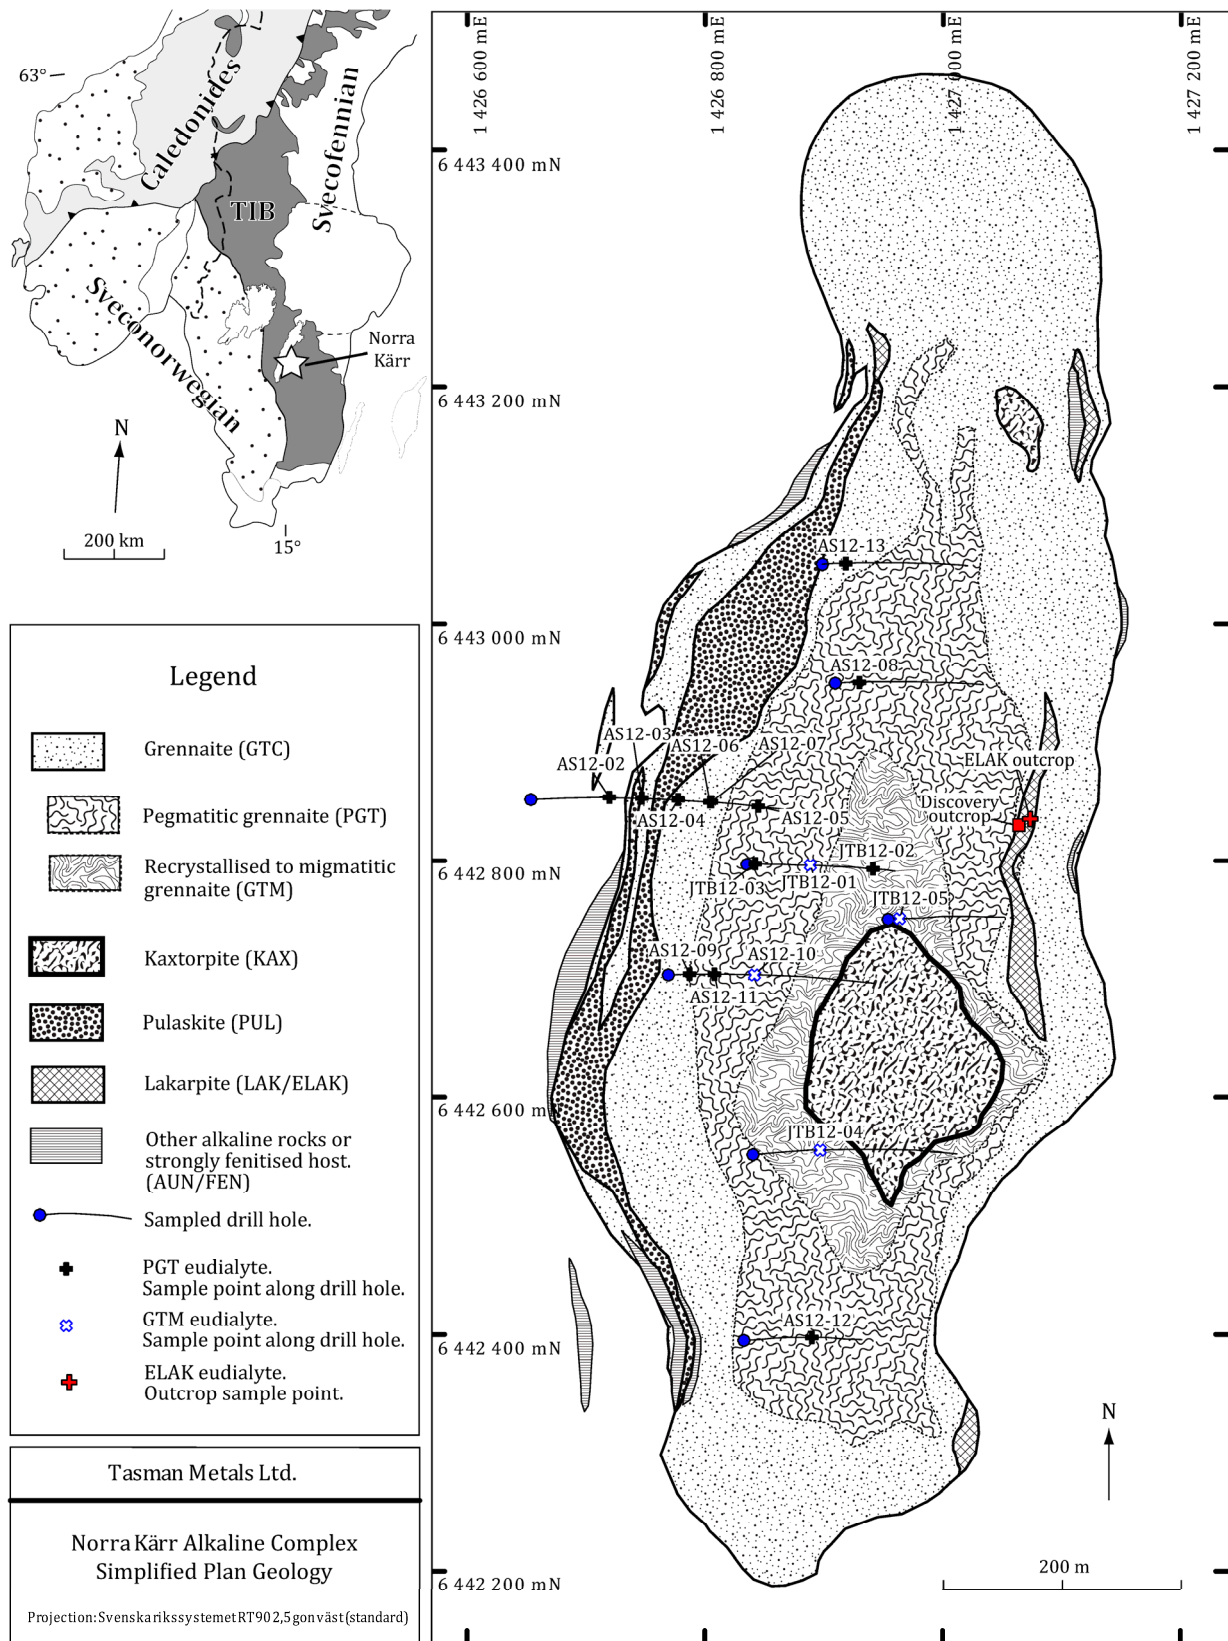 63°
Caledonides
Svecofennian
TIB
Sveconorwegian
Norra
Kärr
N
200 km
15°
Legend
Grennaite (GTC)
Pegmatitic grennaite (PGT)
Recrystallised to migmatitic
grennaite (GTM)
Kaxtorpite (KAX)
Pulaskite (PUL)
Lakarpite (LAK/ELAK)
Other alkaline rocks or
strongly fenitised host.
(AUN/FEN)
Sampled drill hole.
PGT eudialyte.
Sample point along drill hole.
GTM eudialyte.
Sample point along drill hole.
ELAK eudialyte.
Outcrop sample point.
Tasman Metals Ltd.
Norra Kärr Alkaline Complex
Simplified Plan Geology
Projection: Svenska rikssystemet RT90 2,5 gon väst (standard)
1 426 600 mE
1 426 800 mE
1 427 000 mE
1 427 200 mE
6 443 400 mN
6 443 200 mN
6 443 000 mN
6 442 800 mN
6 442 600 mN
6 442 400 mN
6 442 200 mN
AS12-13
AS12-08
AS12-03
AS12-06
AS12-07
AS12-02
AS12-04
AS12-05
ELAK outcrop
Discovery
outcrop
JTB12-02
JTB12-03
JTB12-01
JTB12-05
AS12-09
AS12-10
AS12-11
JTB12-04
AS12-12
N
200 m